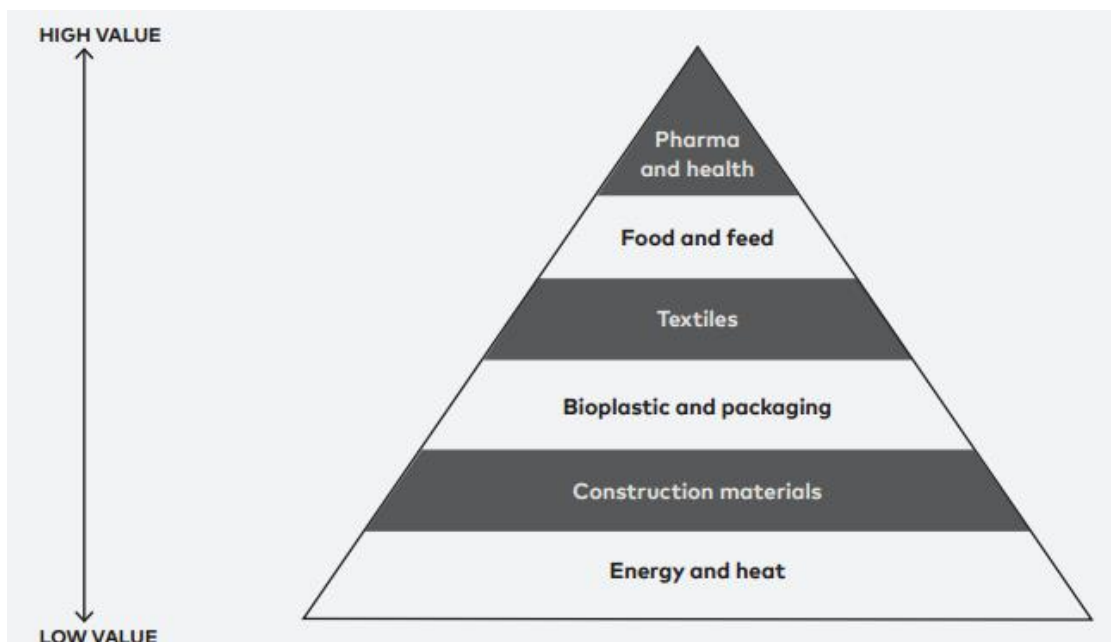 HIGH VALUE
Pharma
and health
Food and feed
Textiles
Bioplastic and packaging
Construction materials
Energy and heat
LOW VALUE